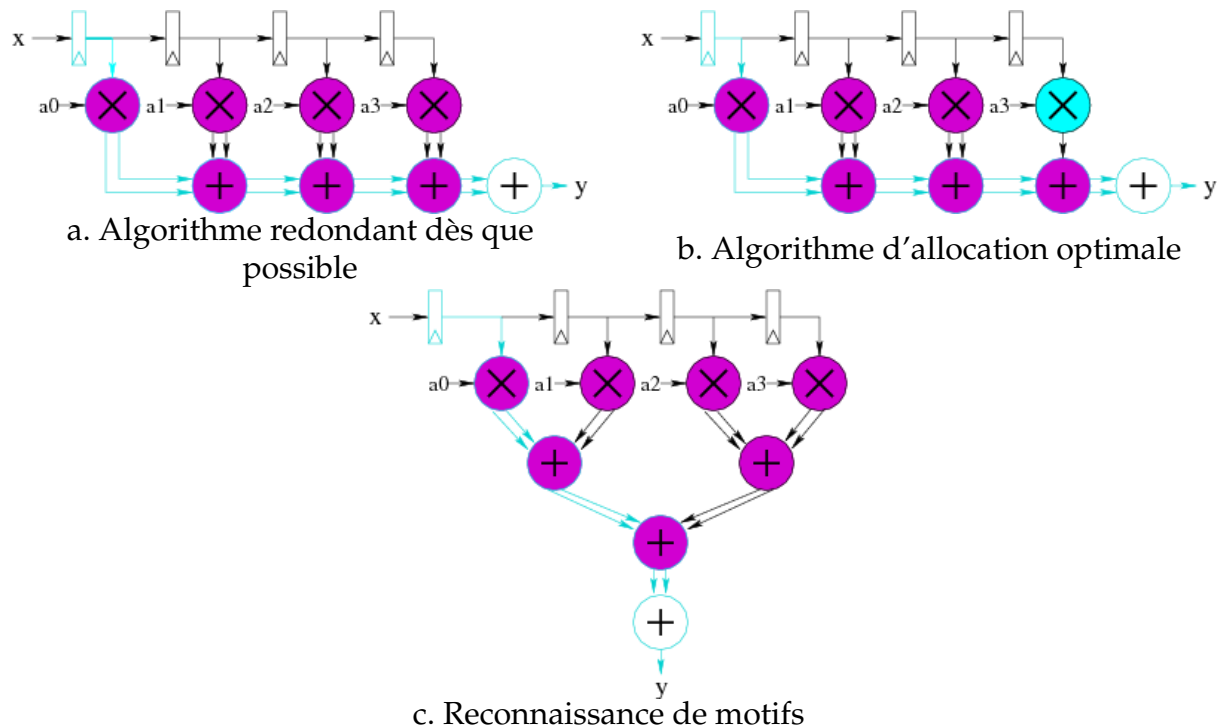 x
a0 a1 a2 a3
y
a. Algorithme redondant dès que
possible
x
a0 a1 a2 a3
y
b. Algorithme d'allocation optimale
x
a0 a1 a2 a3
y
c. Reconnaissance de motifs